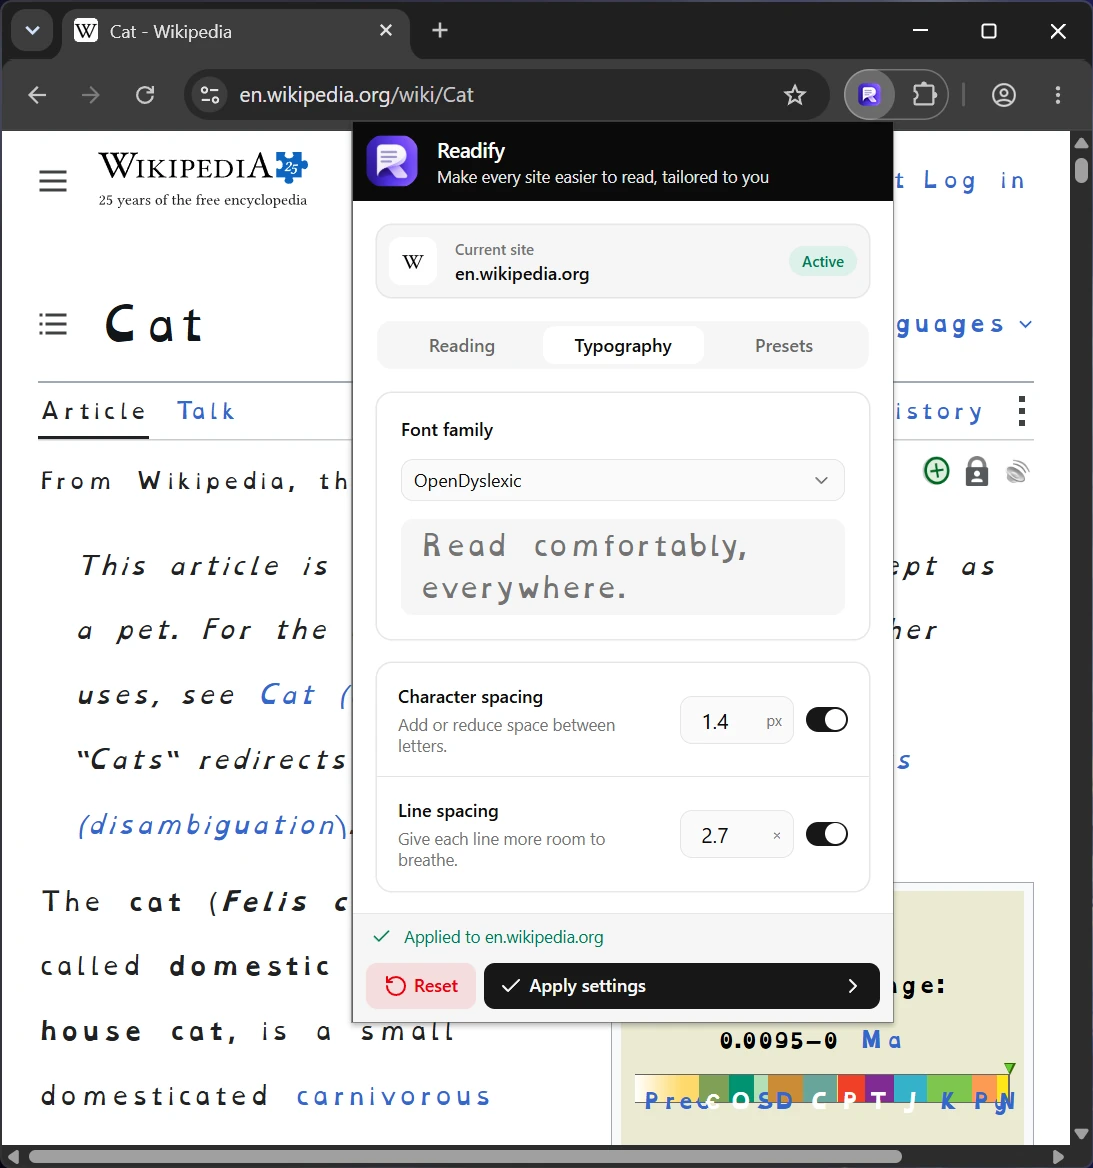 Cat - Wikipedia
en.wikipedia.org/wiki/Cat
WIKIPEDIA 25
25 years of the free encyclopedia
Readify
Make every site easier to read, tailored to you
t Log in
Current site
en.wikipedia.org
Active
Cat
guages
Reading Typography Presets
Article Talk
istory
Font family
OpenDyslexic
From Wikipedia, th
Read comfortably,
everywhere.
This article is
ept as
a pet. For the
her
uses, see Cat (
"Cats" redirects
s
(disambiguation).
Character spacing
Add or reduce space between
letters.
1.4 px
Line spacing
Give each line more room to
breathe.
2.7 ×
The cat (Felis c
called domestic
house cat, is a small
domesticated carnivorous
Applied to en.wikipedia.org
Reset
Apply settings
nge:
0.0095–0 Ma
PreЄ Є O S D C P T J K Pg N